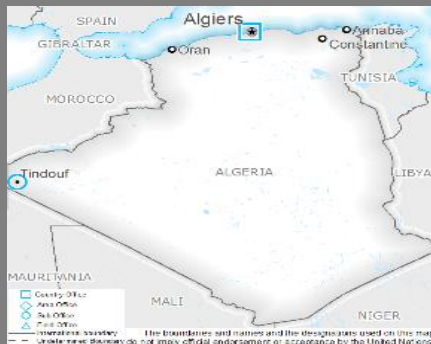 SPAIN
Algiers
GIBRALTAR
Oran
Annaba
Constantine
TUNISIA
MOROCCO
Tindouf
ALGERIA
LIBYA
MAURITANIA
MALI
NIGER
Country Office
Area Office
Sub Office
Field Office
International boundary
Undetermined Boundary
The boundaries and names and the designations used on this map
do not imply official endorsement or acceptance by the United Nations